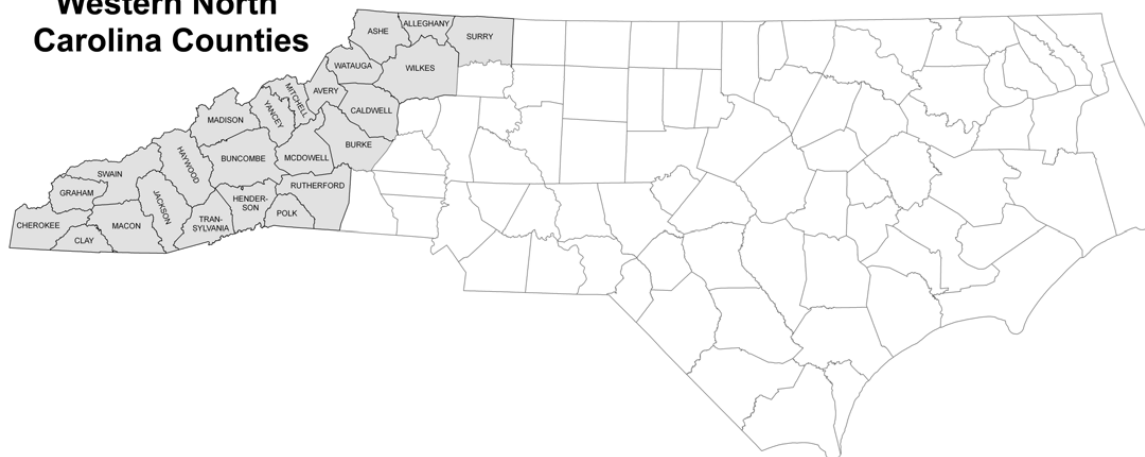 Western North
Carolina Counties
ASHE
ALLEGHANY
SURRY
WATAUGA
WILKES
AVERY
MITCHELL
YANCEY
CALDWELL
MADISON
BURKE
HAYWOOD
BUNCOMBE
MCDOWELL
SWAIN
GRAHAM
JACKSON
RUTHERFORD
HENDER-
SON
POLK
CHEROKEE
MACON
TRAN-
SYLVANIA
CLAY